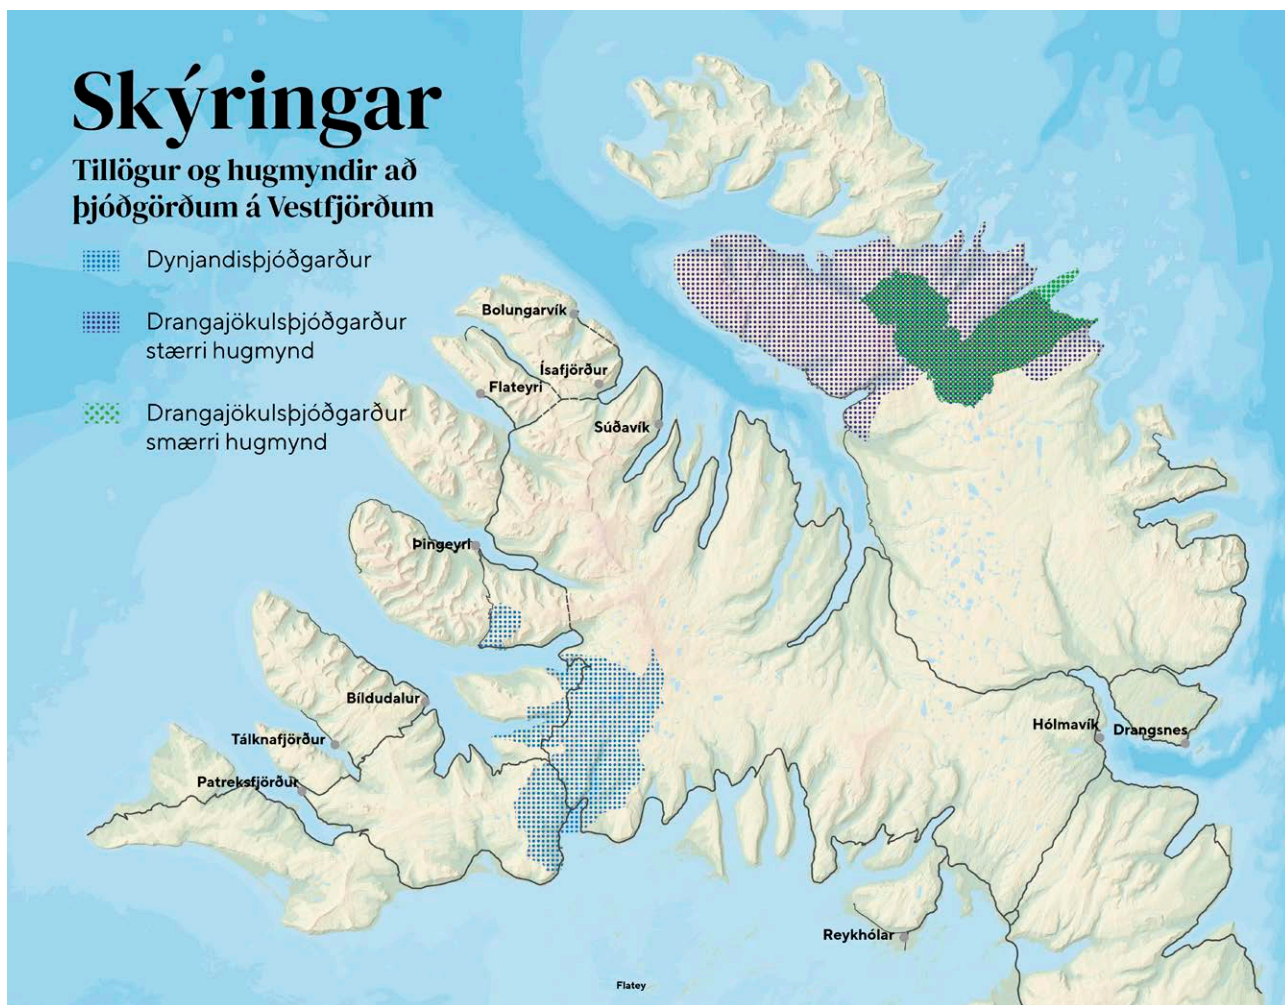 Skýringar
Tillögur og hugmyndir að
þjóðgörðum á Vestfjörðum
Dynjandisþjóðgarður
Drangajökulsþjóðgarður
stærri hugmynd
Drangajökulsþjóðgarður
smærri hugmynd
Bolungarvík
Ísafjörður
Flateyri
Súðavík
Þingeyri
Bíldudalur
Tálknafjörður
Patreksfjörður
Hólmavík
Drangsnes
Reykhólar
Flatey